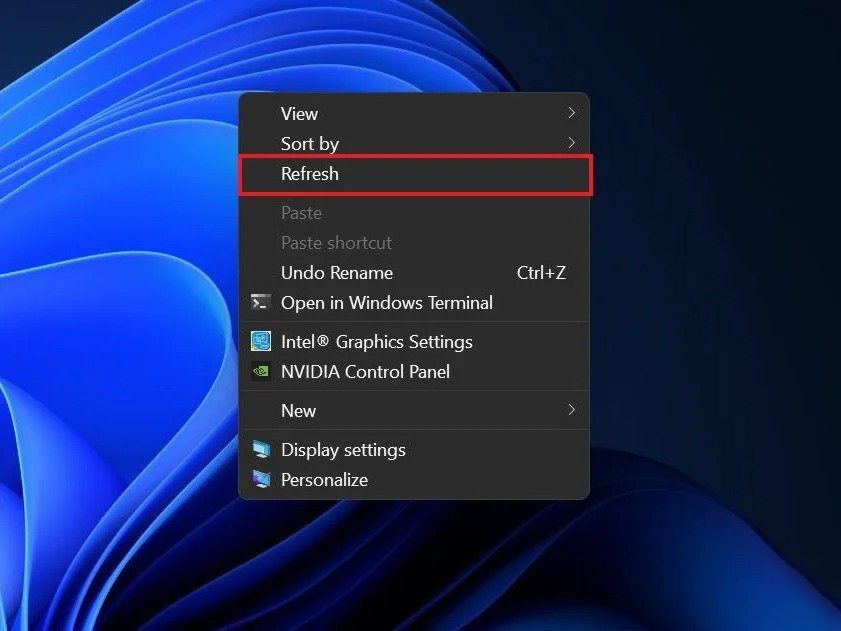 View
Sort by
Refresh
Paste
Paste shortcut
Undo Rename Ctrl+Z
Open in Windows Terminal
Intel® Graphics Settings
NVIDIA Control Panel
New
Display settings
Personalize